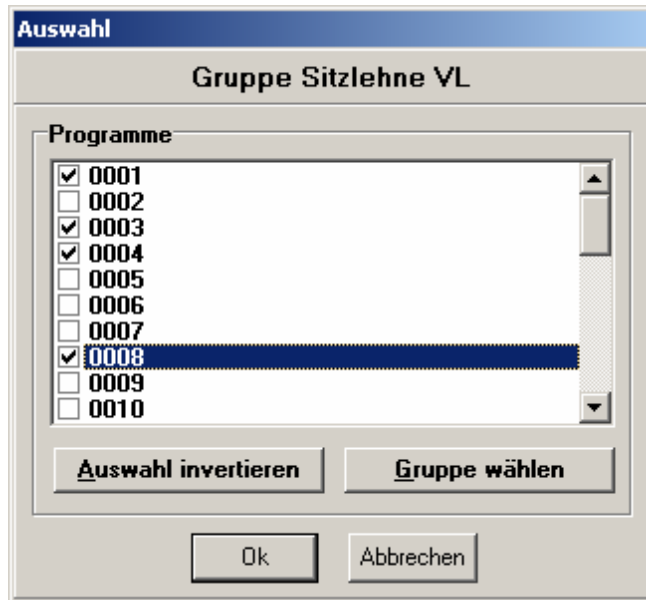 Auswahl
Gruppe Sitzlehne VL
Programme
0001
0002
0003
0004
0005
0006
0007
0008
0009
0010
Auswahl invertieren
Gruppe wählen
Ok
Abbrechen